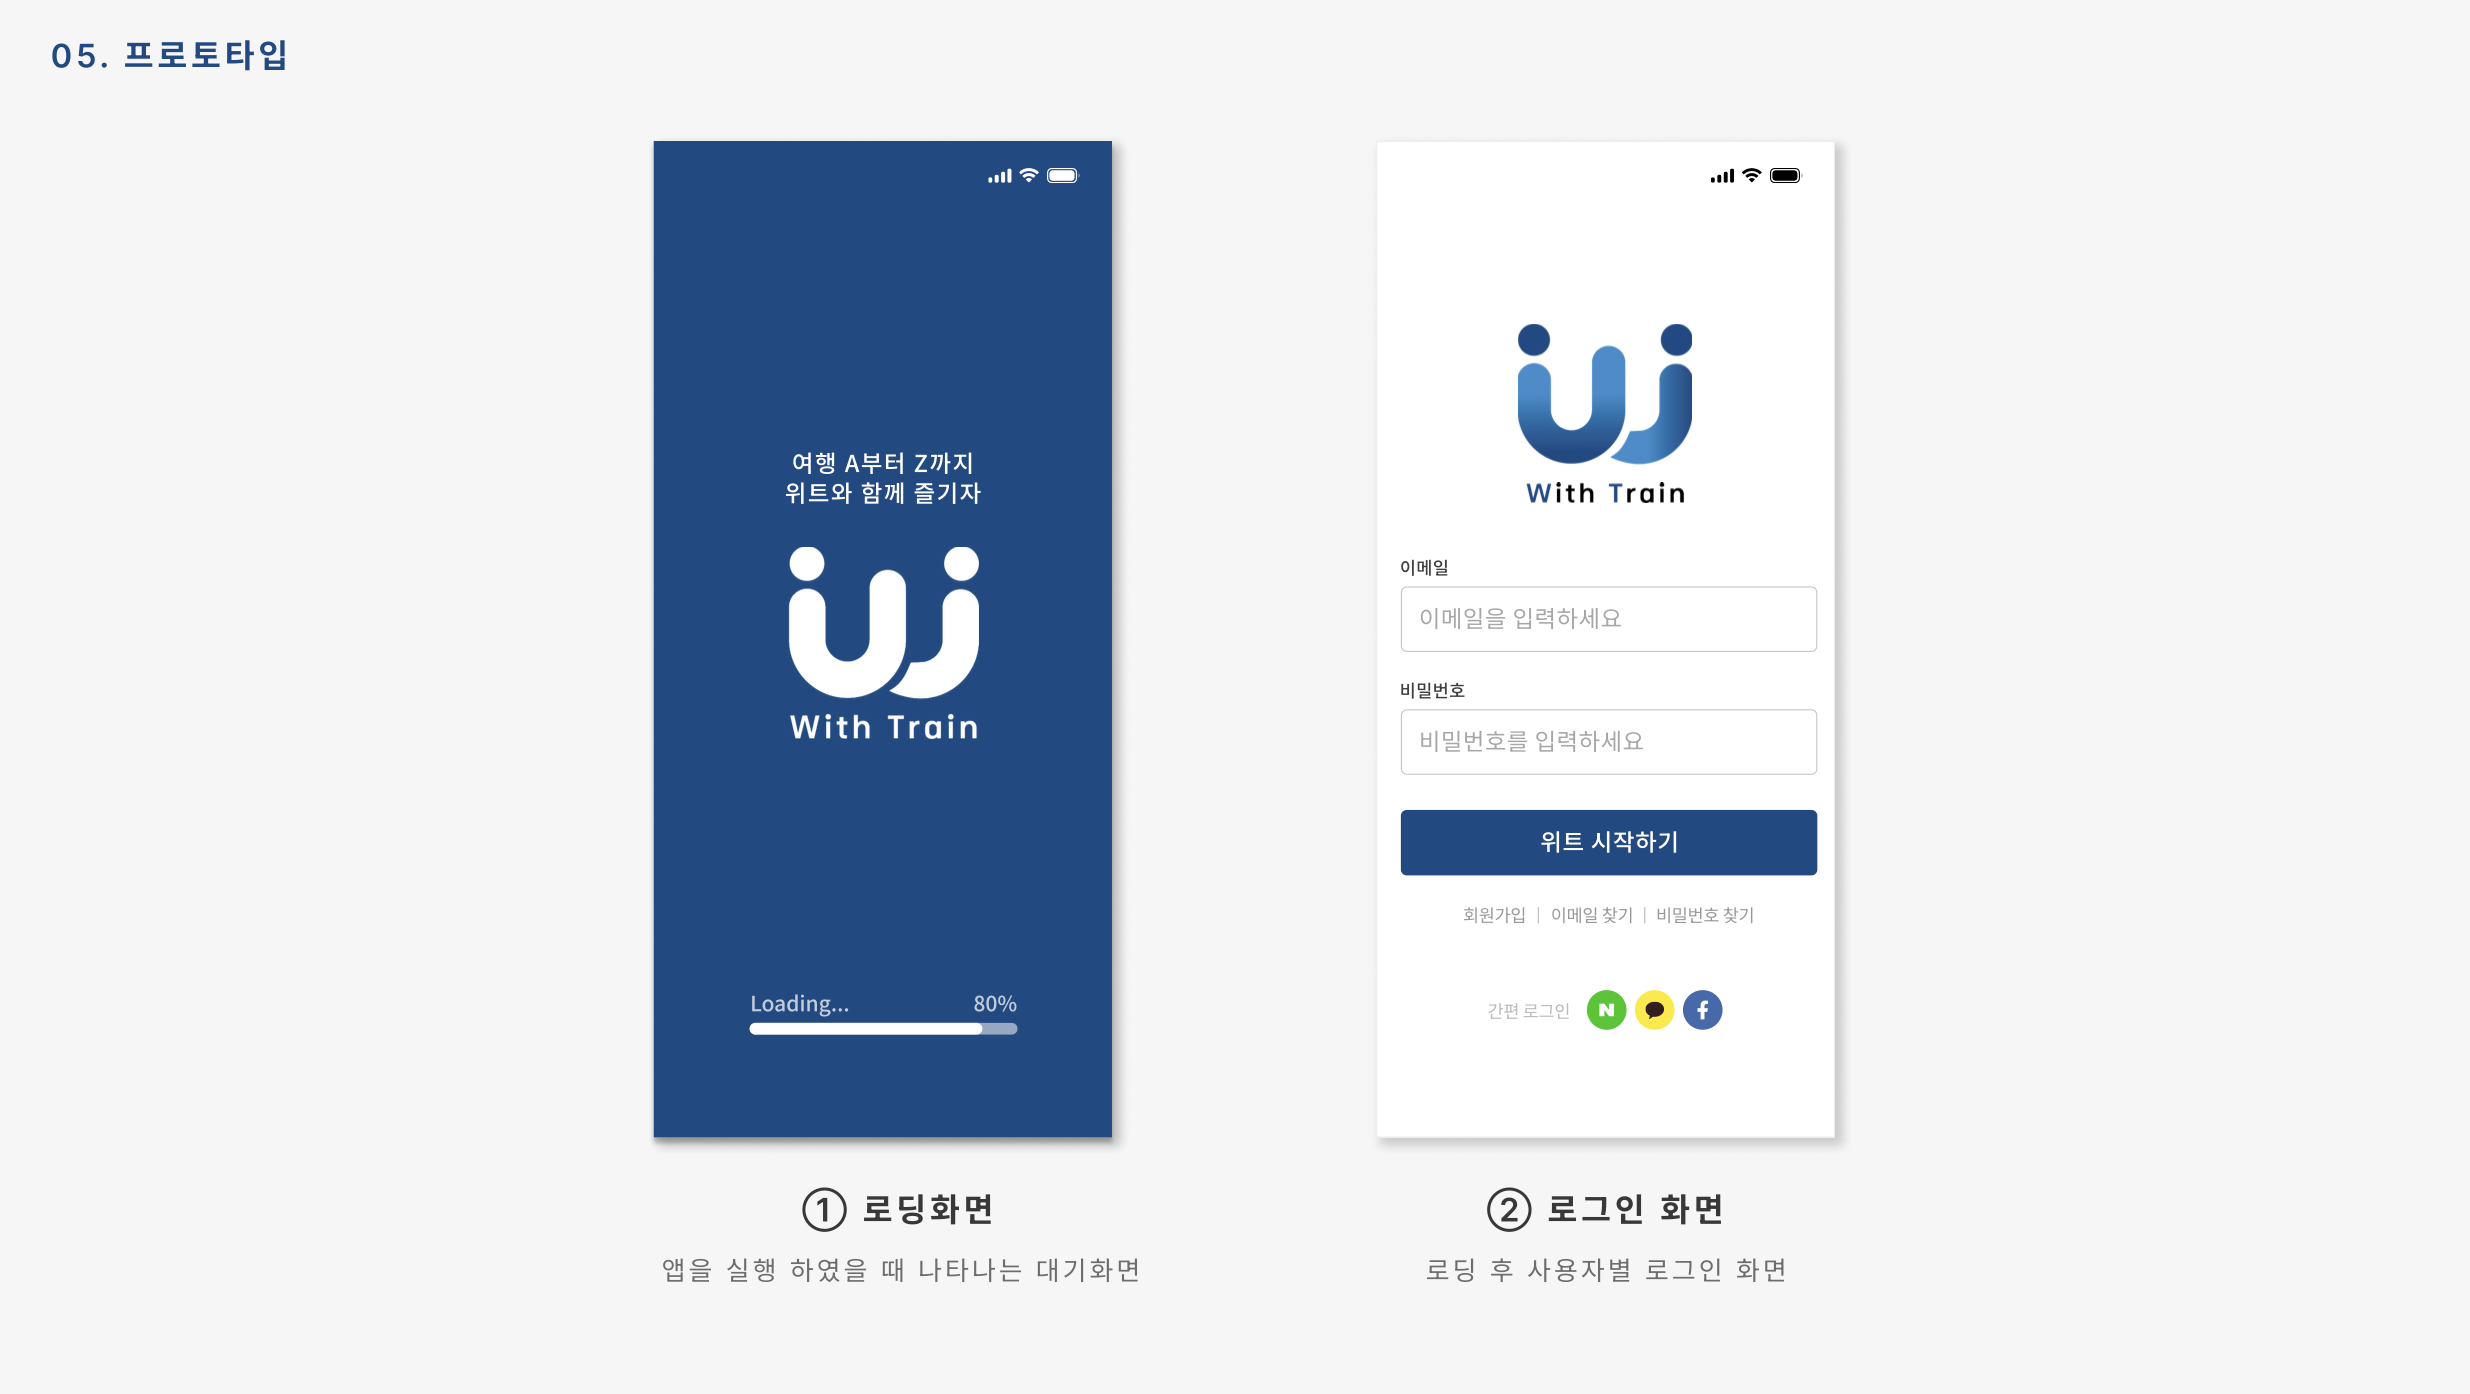 05. 프로토타입
여행 A부터 Z까지
위트와 함께 즐기자
With Train
Loading...
80%
① 로딩화면
앱을 실행 하였을 때 나타나는 대기화면
With Train
이메일
이메일을 입력하세요
비밀번호
비밀번호를 입력하세요
위트 시작하기
회원가입 | 이메일 찾기 | 비밀번호 찾기
간편 로그인
N
f
② 로그인 화면
로딩 후 사용자별 로그인 화면